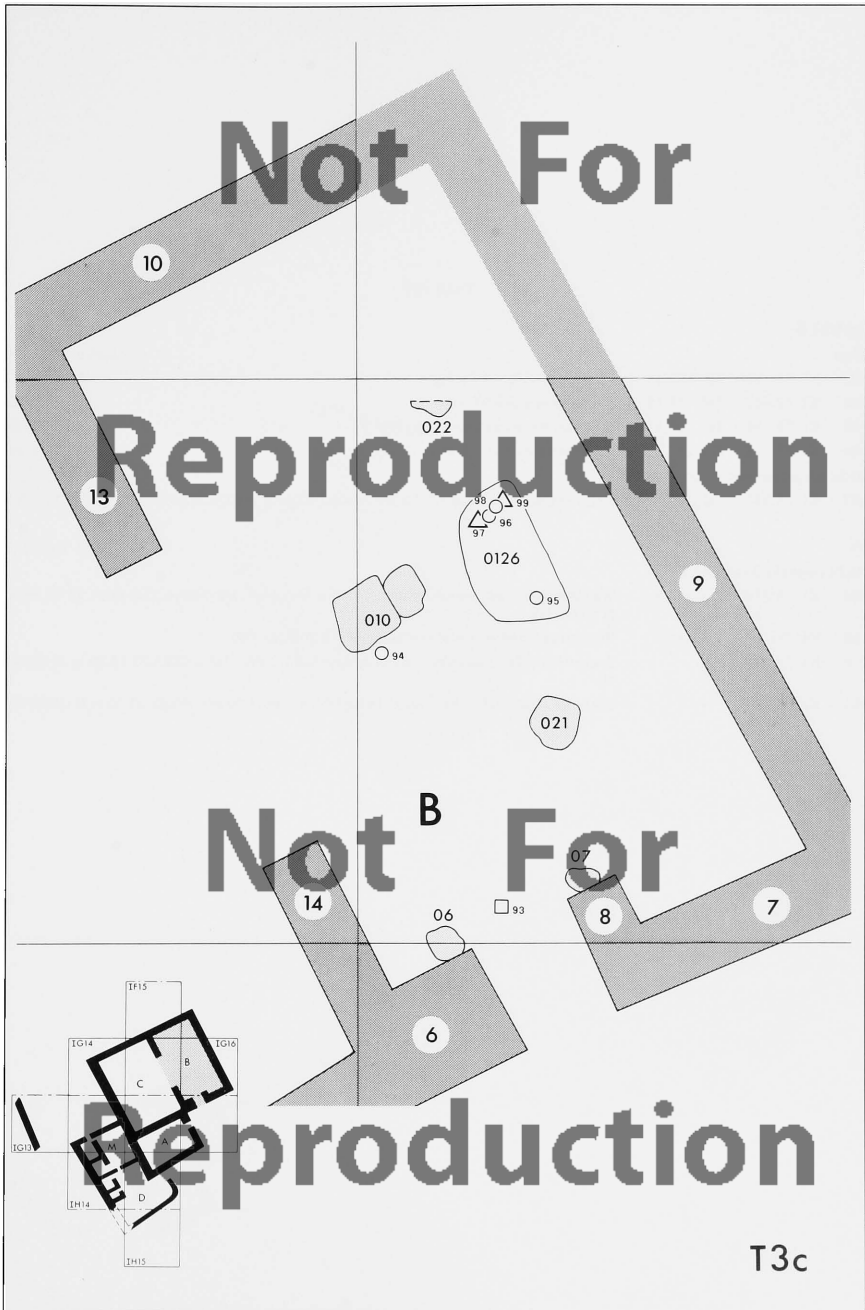 Not For
10
022
Reproduction
13
98
99
96
97
0126
9
95
010
94
021
B
Not For
07
14
93
8
7
06
6
IF15
IG14
IG16
B
C
Reproduction
M
A
IG13
D
IH14
IH15
T3c